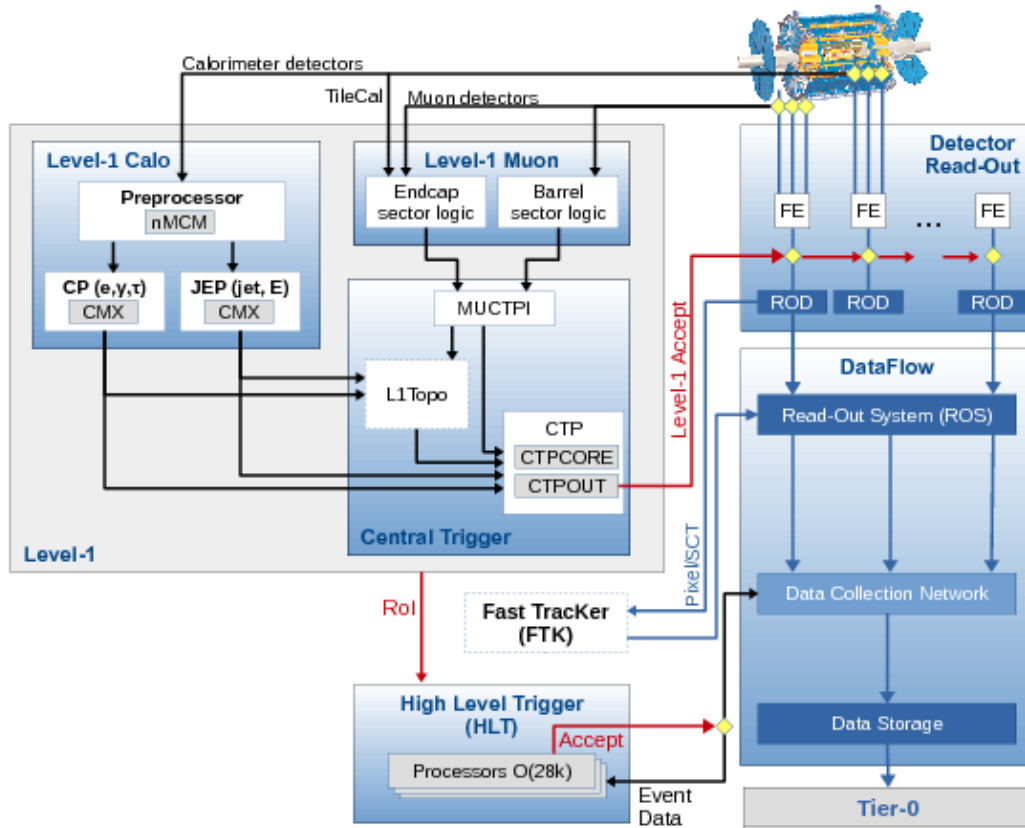 Calorimeter detectors
TileCal
Muon detectors
Level-1 Calo
Preprocessor
nMCM
CP (e,γ,τ)
CMX
JEP (jet, E)
CMX
Level-1 Muon
Endcap
sector logic
Barrel
sector logic
MUCTPI
L1Topo
CTP
CTPCORE
CTPOUT
Central Trigger
Level-1
Level-1 Accept
Detector
Read-Out
FE
FE
...
FE
ROD
ROD
ROD
DataFlow
Read-Out System (ROS)
Pixel/SCT
Data Collection Network
Data Storage
Tier-0
RoI
Fast TracKer
(FTK)
High Level Trigger
(HLT)
Accept
Processors O(28k)
Event
Data